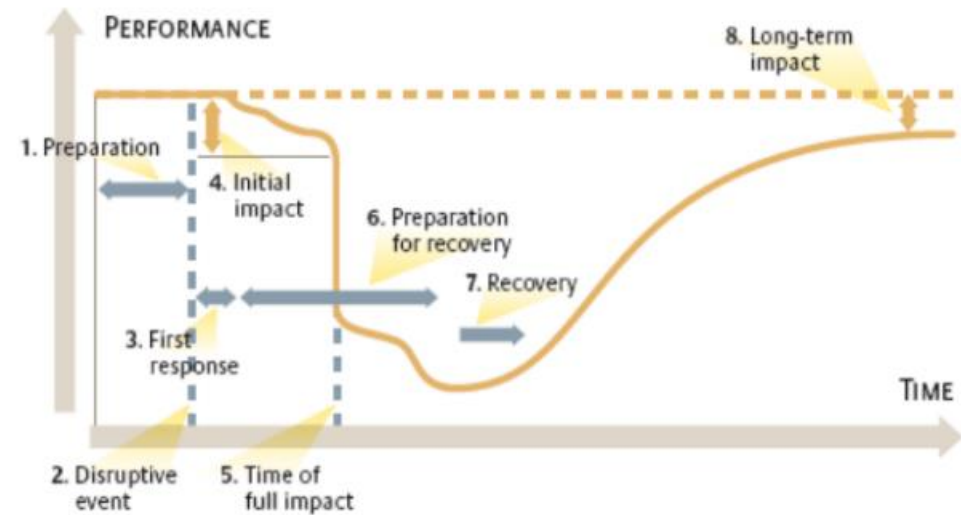 PERFORMANCE
8. Long-term
impact
1. Preparation
4. Initial
impact
6. Preparation
for recovery
7. Recovery
3. First
response
TIME
2. Disruptive
event
5. Time of
full impact